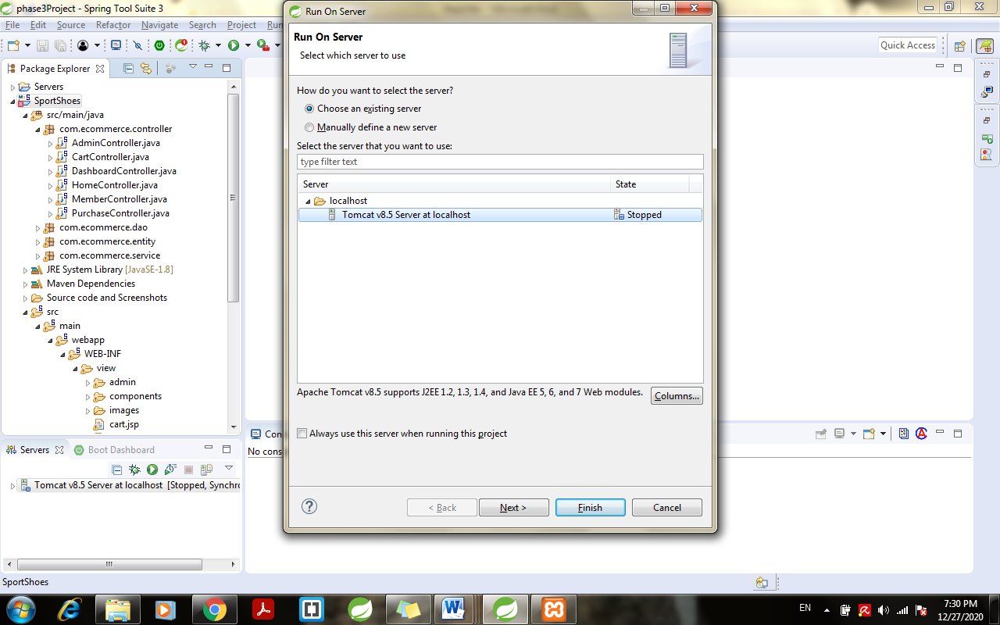 phase3Project - Spring Tool Suite 3
File Edit Source Refactor Navigate Search Project Run
Quick Access
Package Explorer
Servers
SportShoes
src/main/java
com.ecommerce.controller
AdminController.java
CartController.java
DashboardController.java
HomeController.java
MemberController.java
PurchaseController.java
com.ecommerce.dao
com.ecommerce.entity
com.ecommerce.service
JRE System Library [JavaSE-1.8]
Maven Dependencies
Source code and Screenshots
src
main
webapp
WEB-INF
view
admin
components
images
cart.jsp
Servers Boot Dashboard
Tomcat v8.5 Server at localhost [Stopped, Synchro
SportShoes
Run On Server
Run On Server
Select which server to use
How do you want to select the server?
Choose an existing server
Manually define a new server
Select the server that you want to use:
type filter text
Server State
localhost
Tomcat v8.5 Server at localhost Stopped
Apache Tomcat v8.5 supports J2EE 1.2, 1.3, 1.4, and Java EE 5, 6, and 7 Web modules.
Columns...
Always use this server when running this project
< Back Next > Finish Cancel
Con
No cons
EN
7:30 PM
12/27/2020